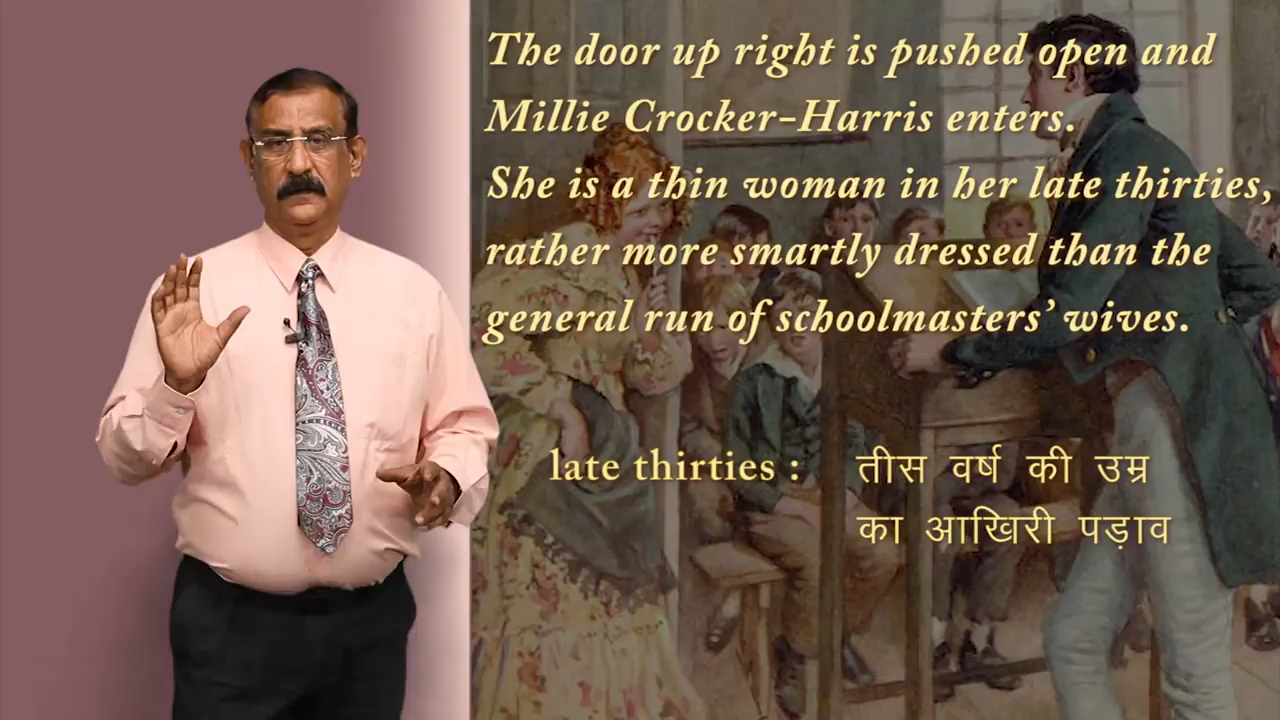 The door up right is pushed open and
Millie Crocker-Harris enters.
She is a thin woman in her late thirties,
rather more smartly dressed than the
general run of schoolmasters’ wives.
late thirties : तीस वर्ष की उम्र
का आखिरी पड़ाव